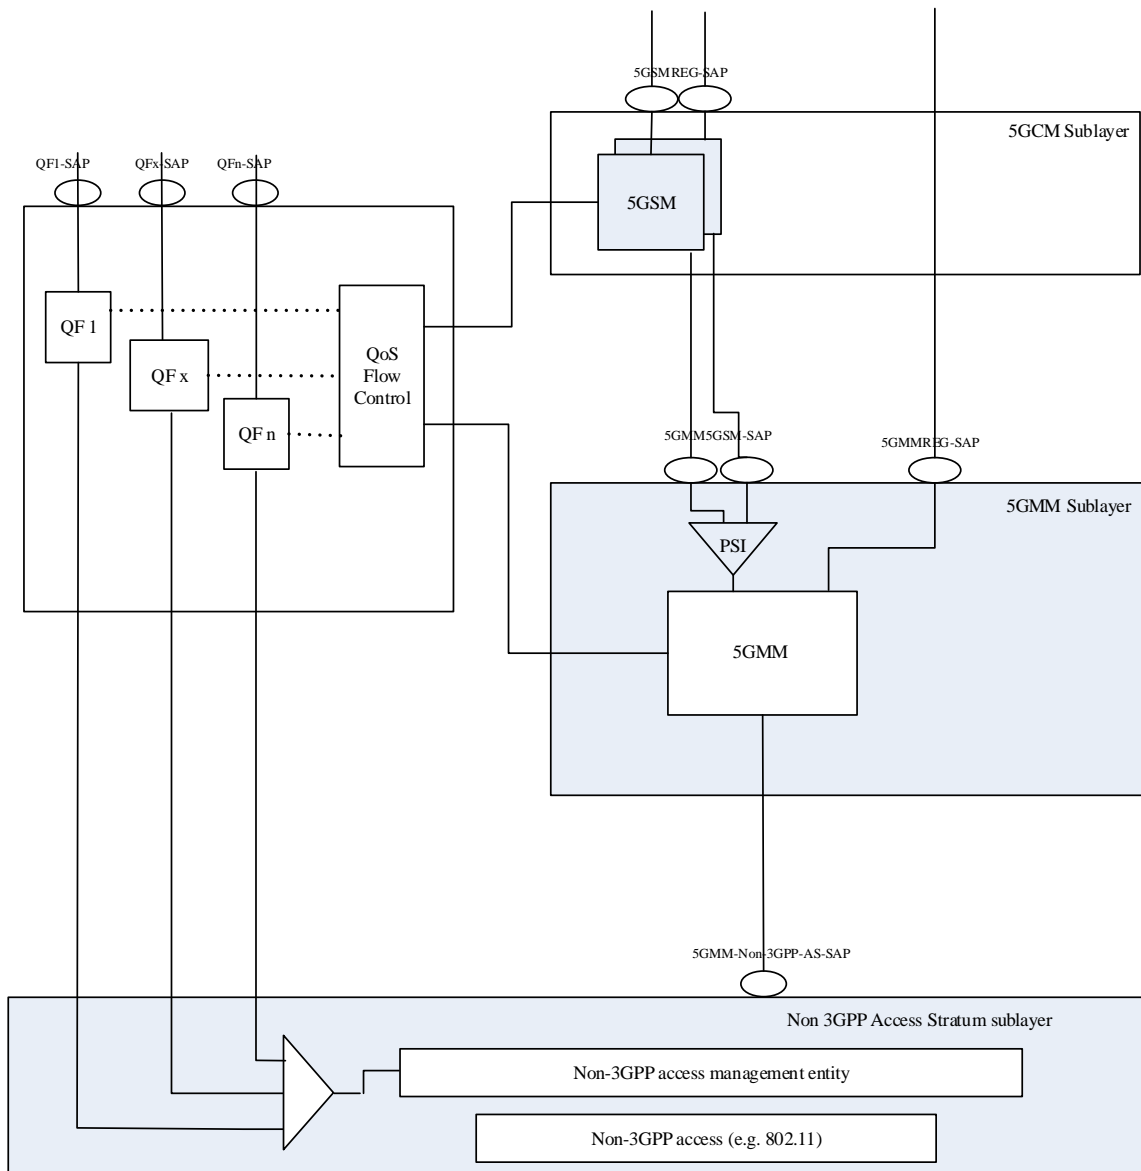 5GSMREG-SAP
5GCM Sublayer
QF1-SAP
QFx-SAP
QFn-SAP
5GSM
QF 1
QoS
Flow
Control
QF x
QF n
5GMM5GSM-SAP
5GMMREG-SAP
5GMM Sublayer
PSI
5GMM
5GMM-Non-3GPP-AS-SAP
Non 3GPP Access Stratum sublayer
Non-3GPP access management entity
Non-3GPP access (e.g. 802.11)